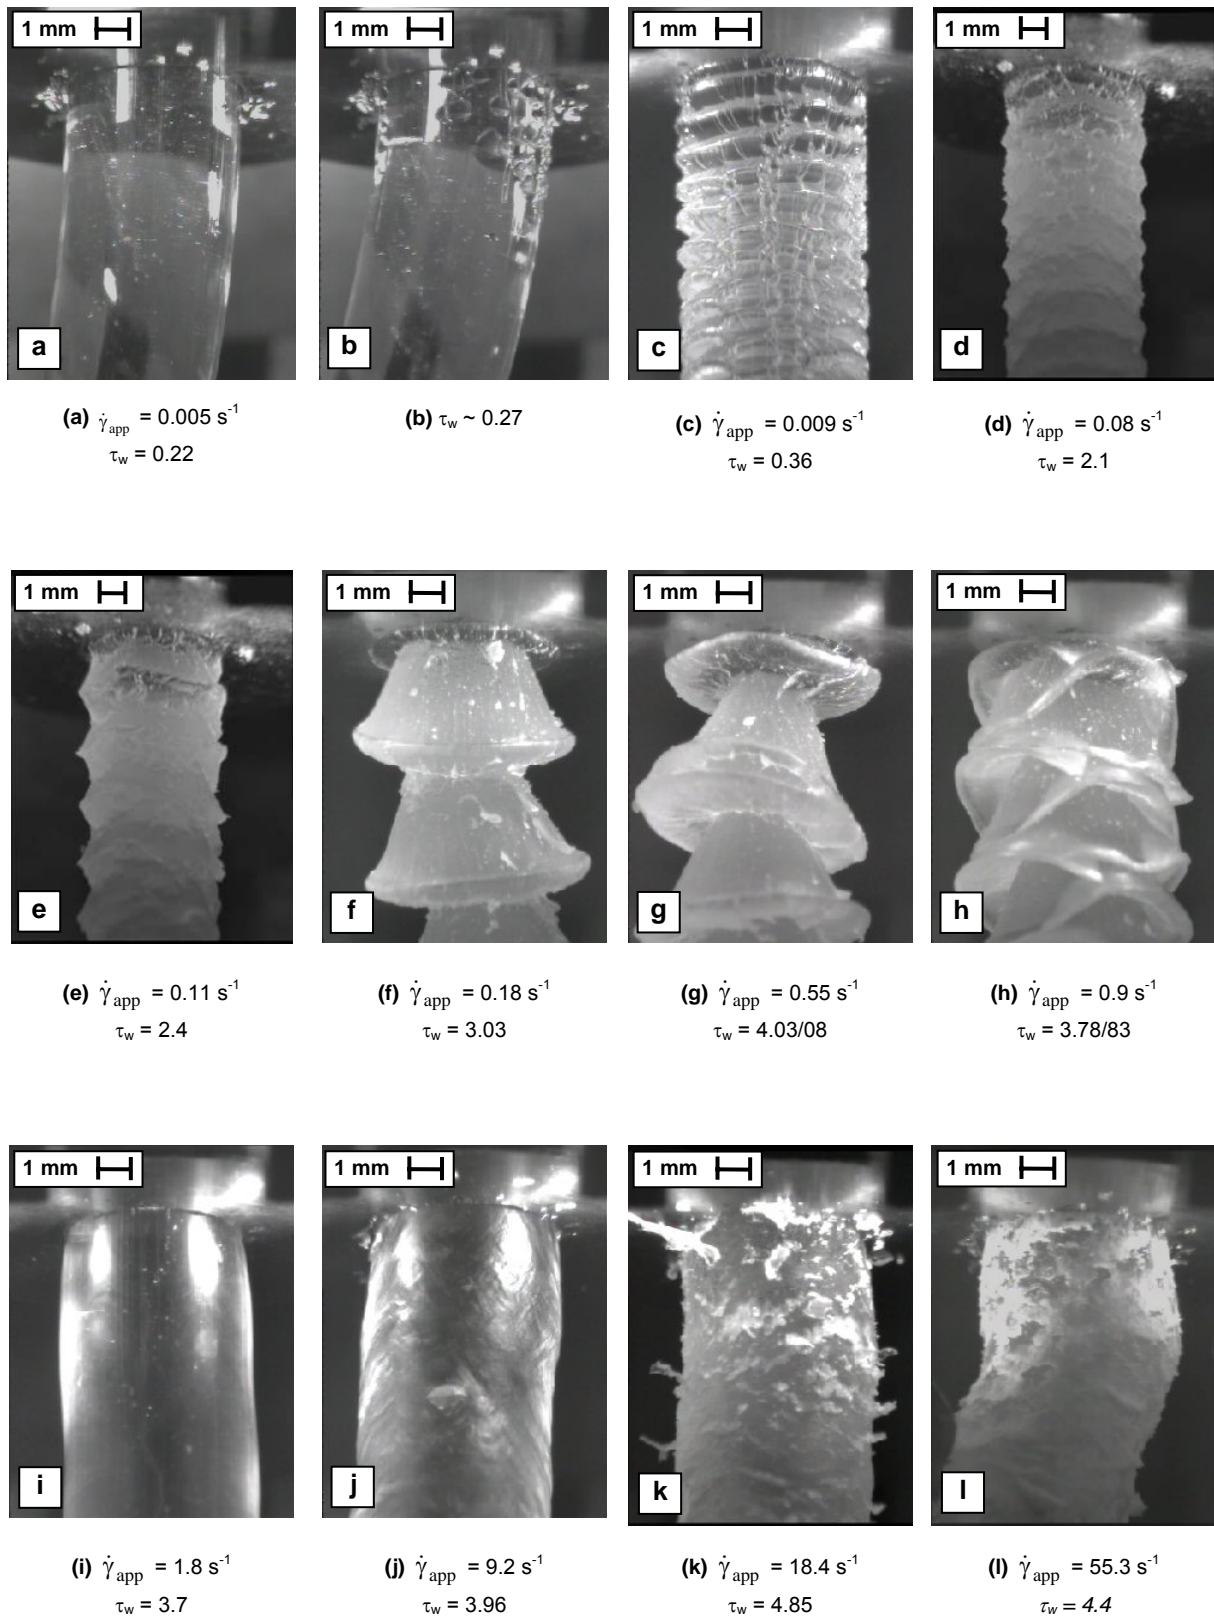 1 mm 1 mm 1 mm 1 mm
a b c d
(a) γ̇app = 0.005 s-1 (b) τw ~ 0.27 (c) γ̇app = 0.009 s-1 (d) γ̇app = 0.08 s-1
τw = 0.22 τw = 0.36 τw = 2.1
1 mm 1 mm 1 mm 1 mm
e f g h
(e) γ̇app = 0.11 s-1 (f) γ̇app = 0.18 s-1 (g) γ̇app = 0.55 s-1 (h) γ̇app = 0.9 s-1
τw = 2.4 τw = 3.03 τw = 4.03/08 τw = 3.78/83
1 mm 1 mm 1 mm 1 mm
i j k l
(i) γ̇app = 1.8 s-1 (j) γ̇app = 9.2 s-1 (k) γ̇app = 18.4 s-1 (l) γ̇app = 55.3 s-1
τw = 3.7 τw = 3.96 τw = 4.85 τw = 4.4